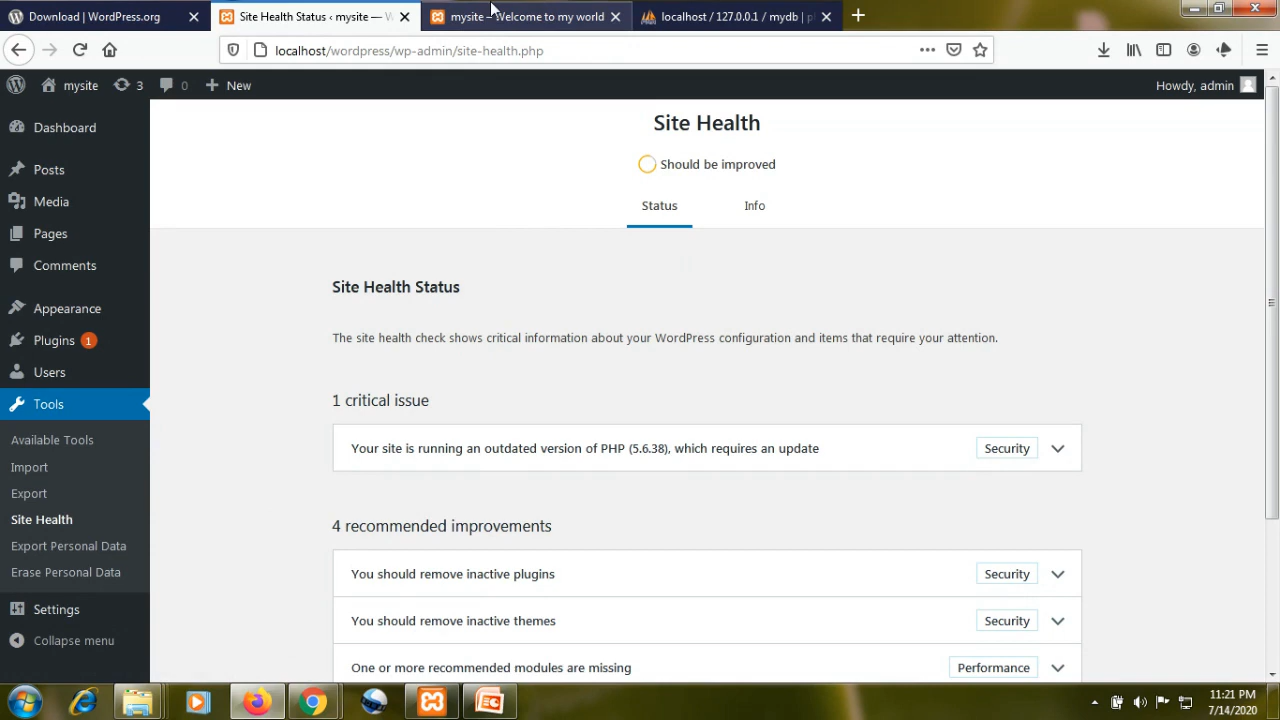 Download | WordPress.org
Site Health Status ‹ mysite — W
mysite – Welcome to my world
localhost / 127.0.0.1 / mydb | p
localhost/wordpress/wp-admin/site-health.php
mysite
3
0
New
Howdy, admin
Dashboard
Posts
Media
Pages
Comments
Appearance
Plugins 1
Users
Tools
Available Tools
Import
Export
Site Health
Export Personal Data
Erase Personal Data
Settings
Collapse menu
Site Health
Should be improved
Status
Info
Site Health Status
The site health check shows critical information about your WordPress configuration and items that require your attention.
1 critical issue
Your site is running an outdated version of PHP (5.6.38), which requires an update
Security
4 recommended improvements
You should remove inactive plugins
Security
You should remove inactive themes
Security
One or more recommended modules are missing
Performance
11:21 PM
7/14/2020